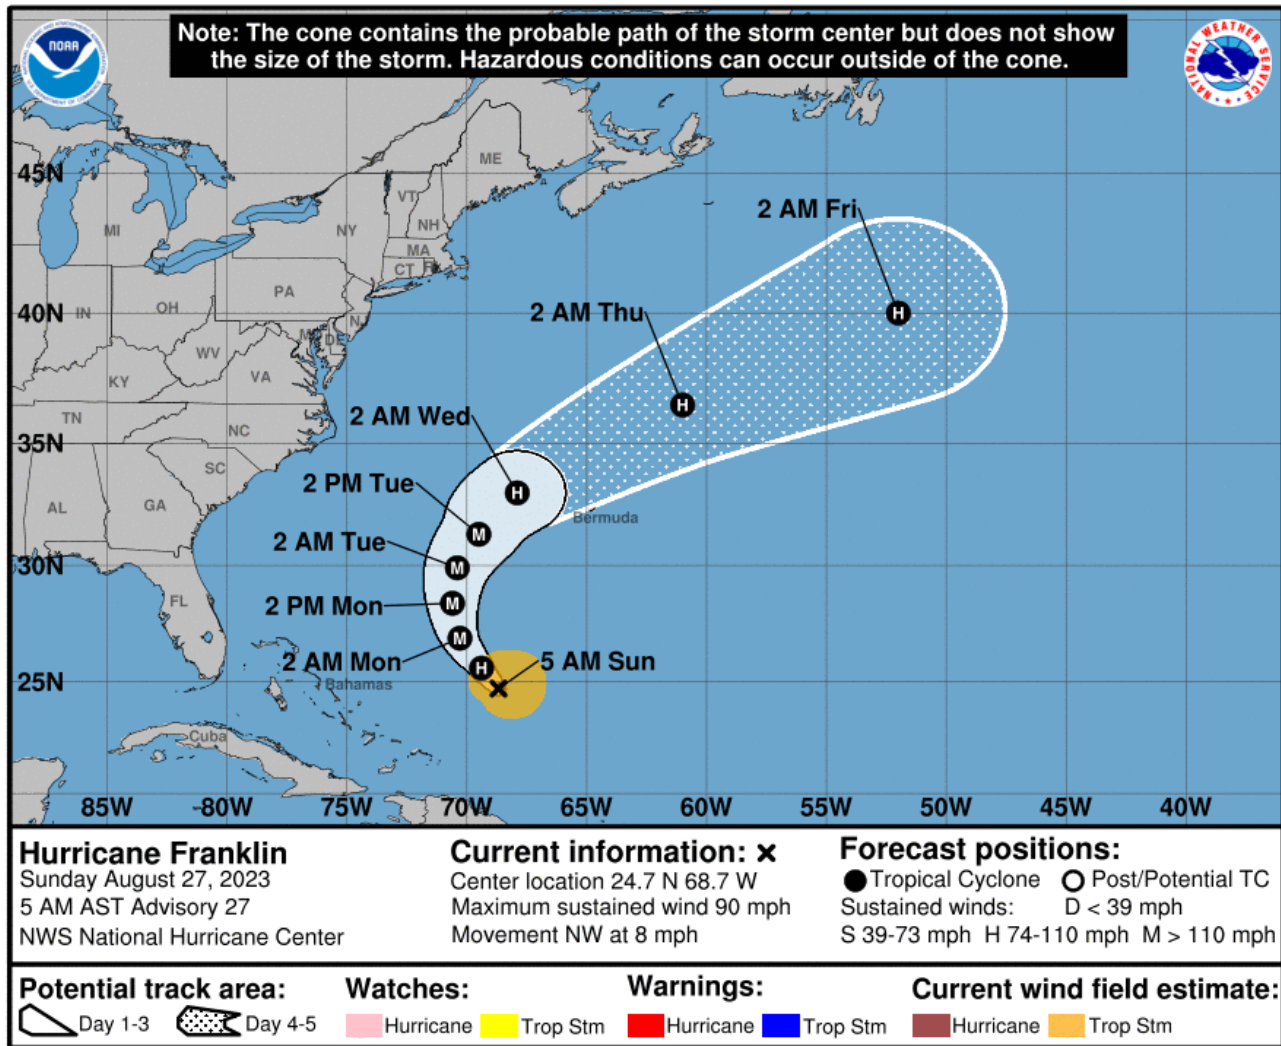 Note: The cone contains the probable path of the storm center but does not show
the size of the storm. Hazardous conditions can occur outside of the cone.
NOAA
NATIONAL WEATHER SERVICE
ME
45N
VT
2 AM Fri
NH
MI
NY
MA
CT
PA
2 AM Thu
IN
OH
40N
DE
WV
KY
VA
TN
2 AM Wed
NC
35N
SC
2 PM Tue
AL
GA
Bermuda
2 AM Tue
30N
FL
2 PM Mon
2 AM Mon
5 AM Sun
25N
Bahamas
Cuba
H
H
H
M
M
M
M
H
85W -80W 75W 70W 65W 60W 55W 50W 45W 40W
Hurricane Franklin
Sunday August 27, 2023
5 AM AST Advisory 27
NWS National Hurricane Center
Current information: ×
Center location 24.7 N 68.7 W
Maximum sustained wind 90 mph
Movement NW at 8 mph
Forecast positions:
Tropical Cyclone Post/Potential TC
Sustained winds: D < 39 mph
S 39-73 mph H 74-110 mph M > 110 mph
Potential track area:
Day 1-3 Day 4-5
Watches:
Hurricane Trop Stm
Warnings:
Hurricane Trop Stm
Current wind field estimate:
Hurricane Trop Stm